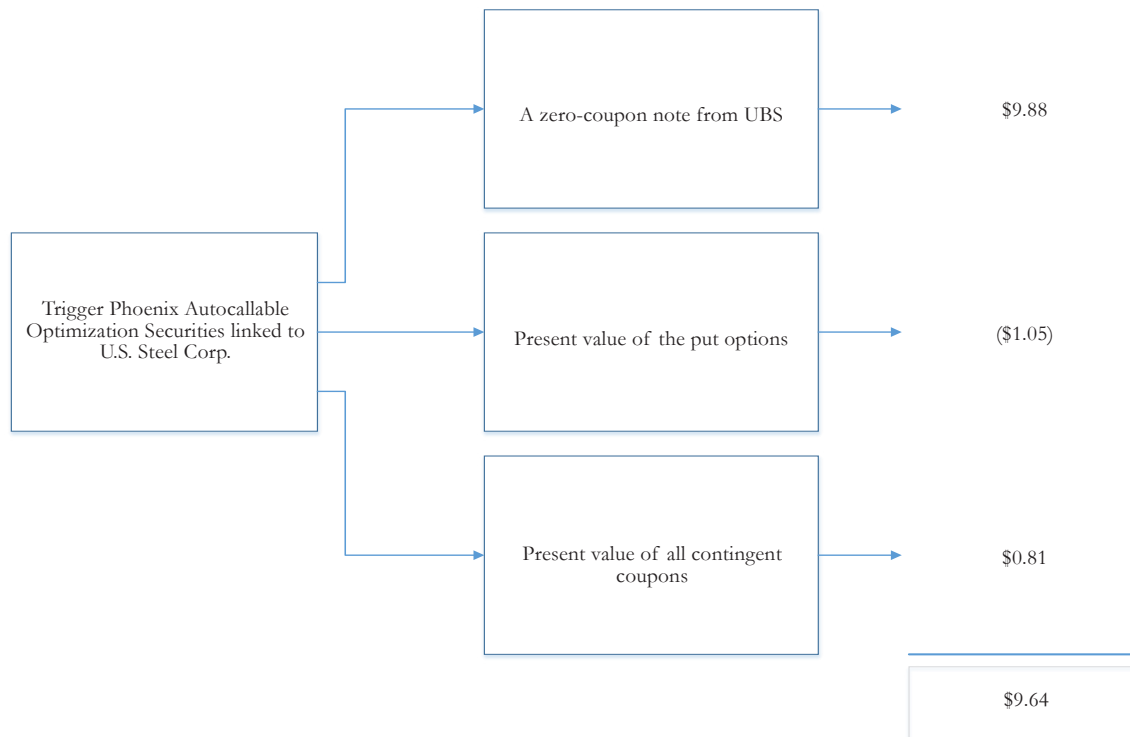 A zero-coupon note from UBS
$9.88
Trigger Phoenix Autocallable
Optimization Securities linked to
U.S. Steel Corp.
Present value of the put options
($1.05)
Present value of all contingent
coupons
$0.81
$9.64